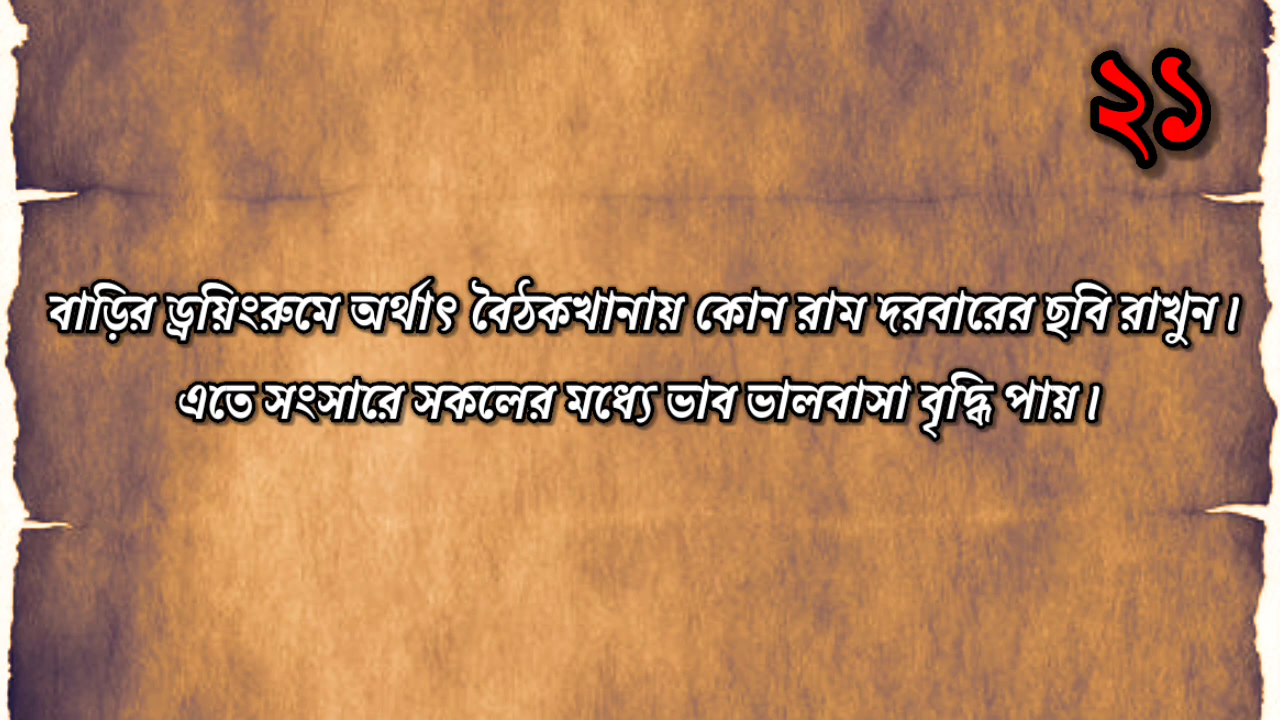 ২১
বাড়ির ড্রয়িংরুমে অর্থাৎ বৈঠকখানায় কোন রাম দরবারের ছবি রাখুন।
এতে সংসারে সকলের মধ্যে ভাব ভালবাসা বৃদ্ধি পায়।